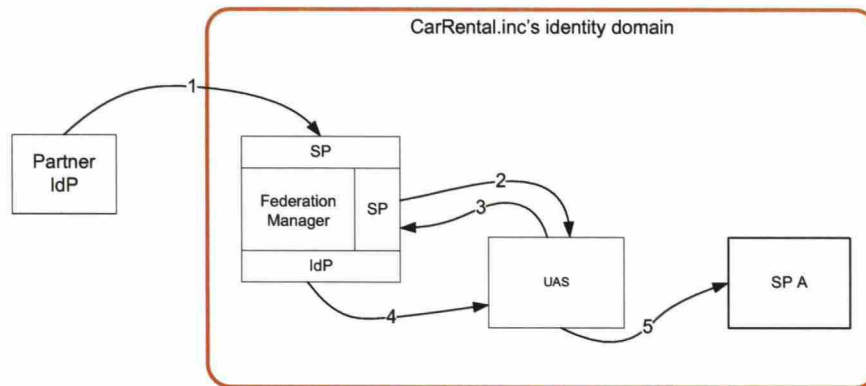 CarRental.inc's identity domain
1
Partner
IdP
SP
Federation
Manager
SP
IdP
2
3
UAS
SP A
4
5